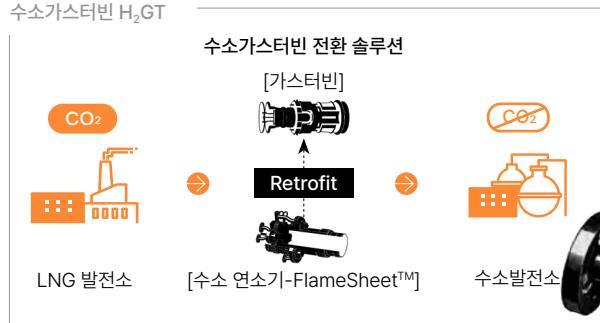 수소가스터빈 H₂GT
수소가스터빈 전환 솔루션
[가스터빈]
CO₂
CO₂
Retrofit
LNG 발전소
[수소 연소기-FlameSheet™]
수소발전소